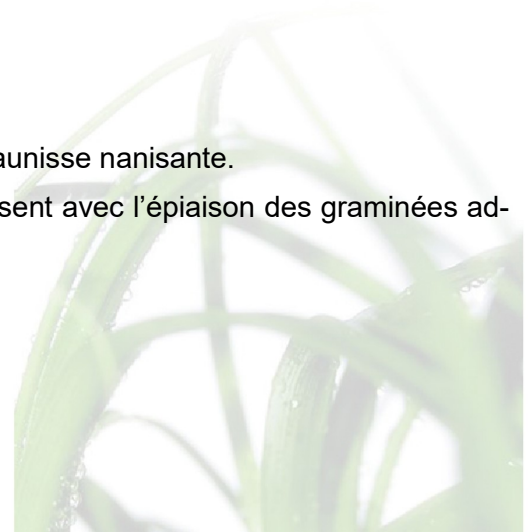 aunisse nanisante.
sent avec l’épiaison des graminées ad-